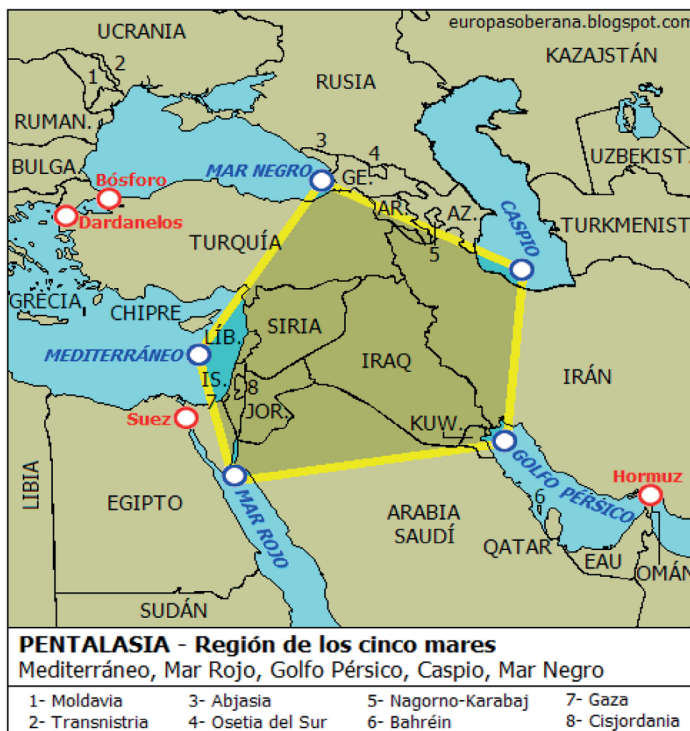 europasoberana.blogspot.com
UCRANIA
KAZAJSTÁN
1
2
RUSIA
RUMAN.
3
4
UZBEKIST.
MAR NEGRO
GE.
BULGA.
Bósforo
AR.
AZ.
CASPIO
TURKMENIST
Dardanelos
TURQUÍA
5
GRECIA
CHIPRE
SIRIA
LÍB.
MEDITERRÁNEO
IRAQ
IRÁN
IS.
8
7
JOR.
Suez
KUW.
GOLFO PÉRSICO
Hormuz
LIBIA
EGIPTO
MAR ROJO
6
ARABIA
SAUDÍ
QATAR
EAU
OMÁN
SUDÁN
PENTALASIA - Región de los cinco mares
Mediterráneo, Mar Rojo, Golfo Pérsico, Caspio, Mar Negro
1- Moldavia 3- Abjasia 5- Nagorno-Karabaj 7- Gaza
2- Transnistria 4- Osetia del Sur 6- Bahréin 8- Cisjordania